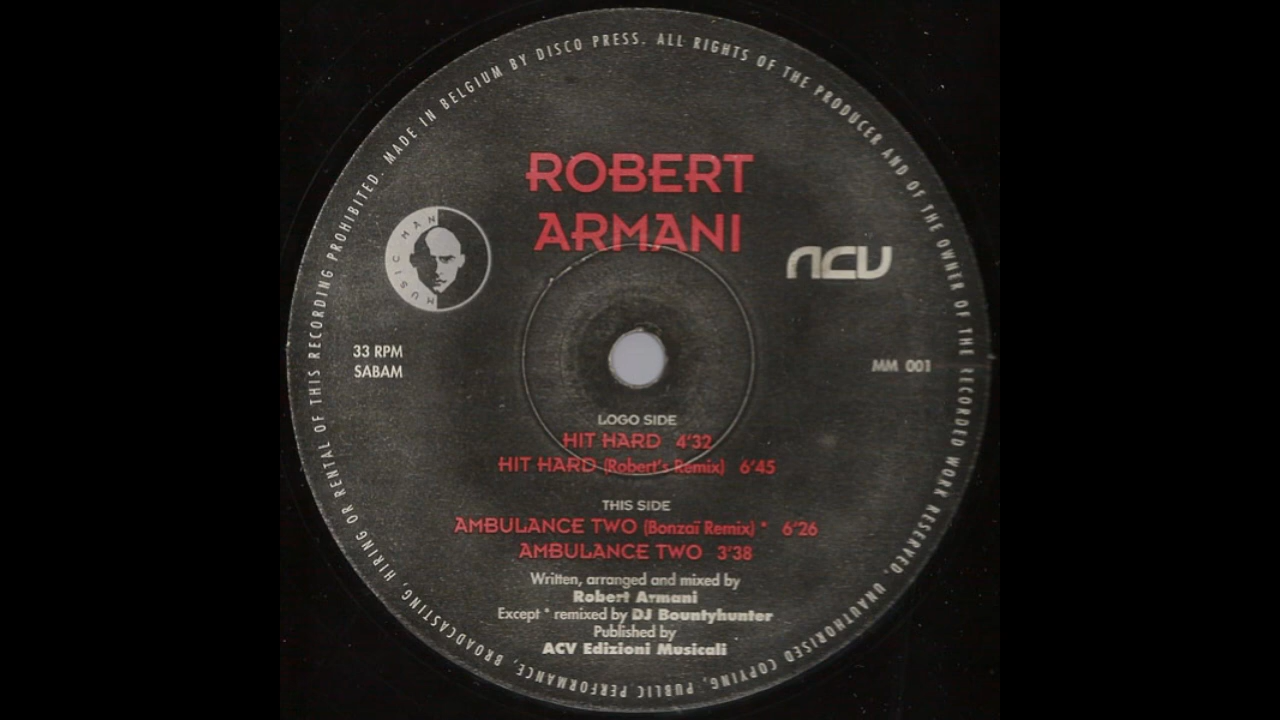 ROBERT
ARMANI
MUSIC MAN
ACV
33 RPM
SABAM
MM 001
LOGO SIDE
HIT HARD 4'32
HIT HARD (Robert's Remix) 6'45
THIS SIDE
AMBULANCE TWO (Bonzaï Remix) * 6'26
AMBULANCE TWO 3'38
Written, arranged and mixed by
Robert Armani
Except * remixed by DJ Bountyhunter
Published by
ACV Edizioni Musicali
MADE IN BELGIUM BY DISCO PRESS. ALL RIGHTS OF THE PRODUCER AND OF THE OWNER OF THE RECORDED WORK RESERVED. UNAUTHORISED COPYING, PUBLIC PERFORMANCE, BROADCASTING, HIRING OR RENTAL OF THIS RECORDING PROHIBITED.